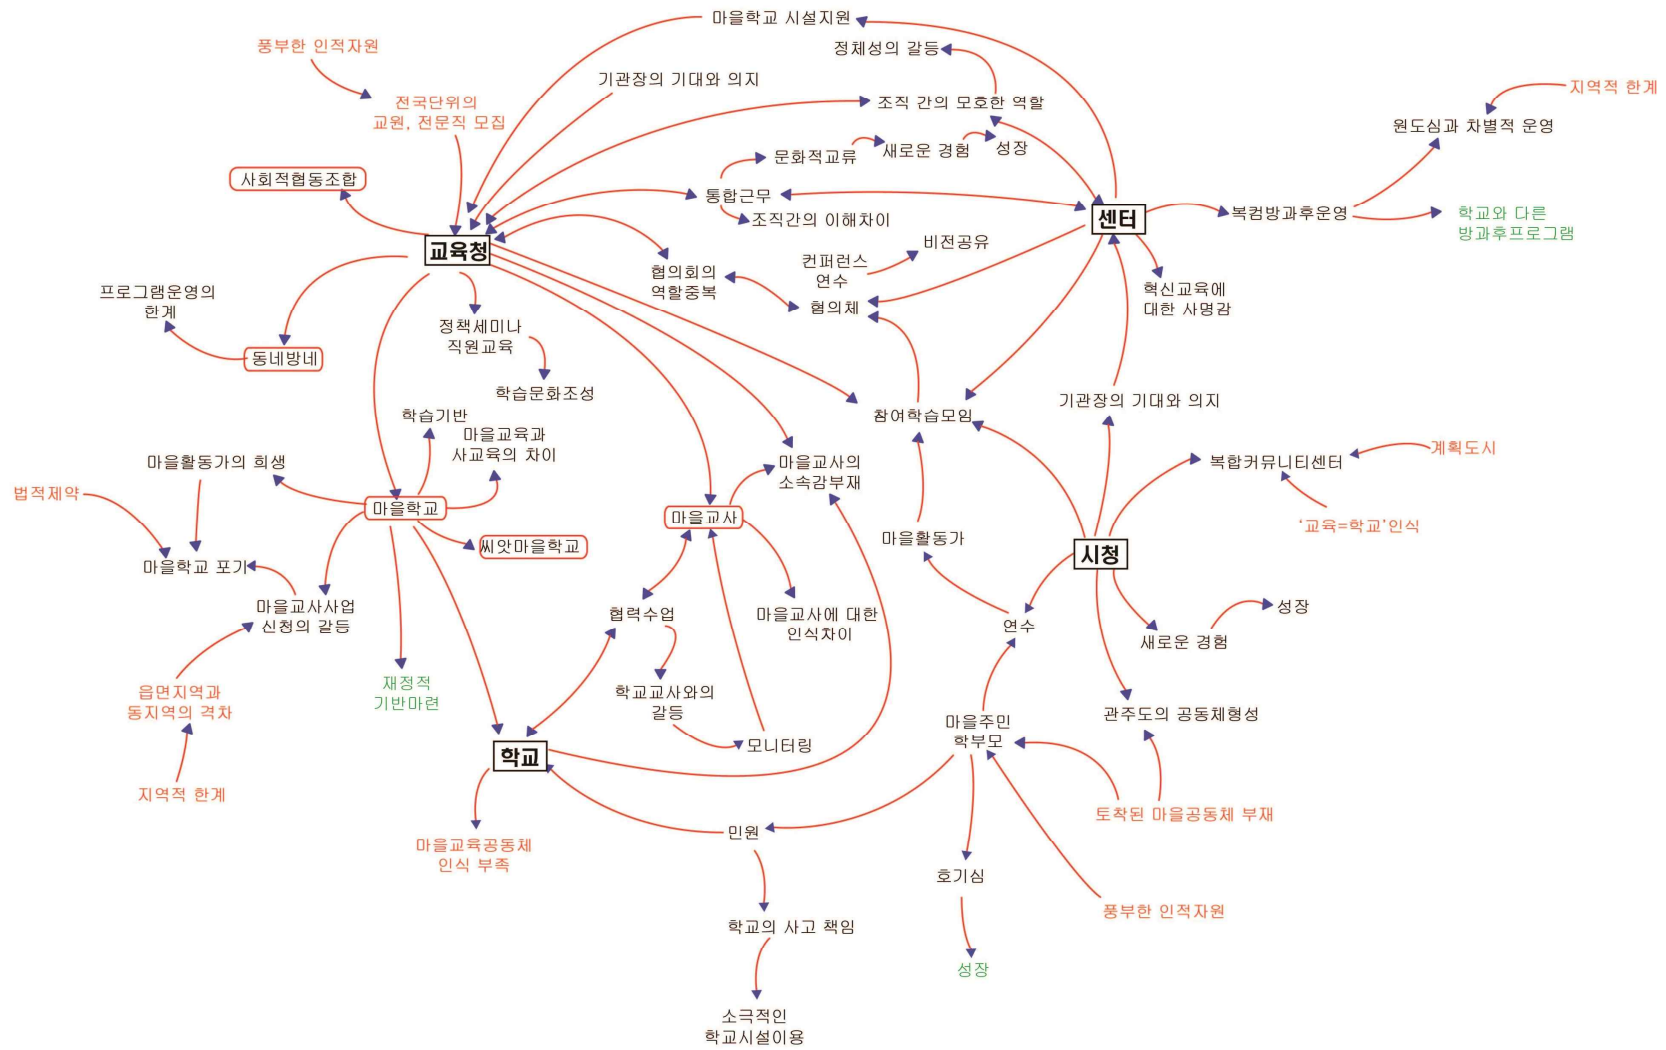 마을학교 시설지원
풍부한 인적자원
정체성의 갈등
기관장의 기대와 의지
지역적 한계
전국단위의
교원, 전문직 모집
조직 간의 모호한 역할
원도심과 차별적 운영
문화적교류
새로운 경험
성장
사회적협동조합
통합근무
조직간의 이해차이
센터
복컴방과후운영
학교와 다른
방과후프로그램
교육청
비전공유
컨퍼런스
연수
협의회의
역할중복
혐의체
혁신교육에
대한 사명감
프로그램운영의
한계
정책세미나
직원교육
동네방네
학습문화조성
기관장의 기대와 의지
학습기반
참여학습모임
마을교육과
사교육의 차이
계획도시
마을활동가의 희생
마을교사의
소속감부재
복합커뮤니티센터
법적제약
마을학교
마을교사
‘교육=학교’인식
씨앗마을학교
마을활동가
시청
마을학교 포기
마을교사사업
신청의 갈등
협력수업
마을교사에 대한
인식차이
연수
성장
새로운 경험
재정적
기반마련
읍면지역과
동지역의 격차
학교교사와의
갈등
마을주민
학부모
관주도의 공동체형성
모니터링
학교
지역적 한계
토착된 마을공동체 부재
마을교육공동체
인식 부족
민원
호기심
풍부한 인적자원
학교의 사고 책임
성장
소극적인
학교시설이용